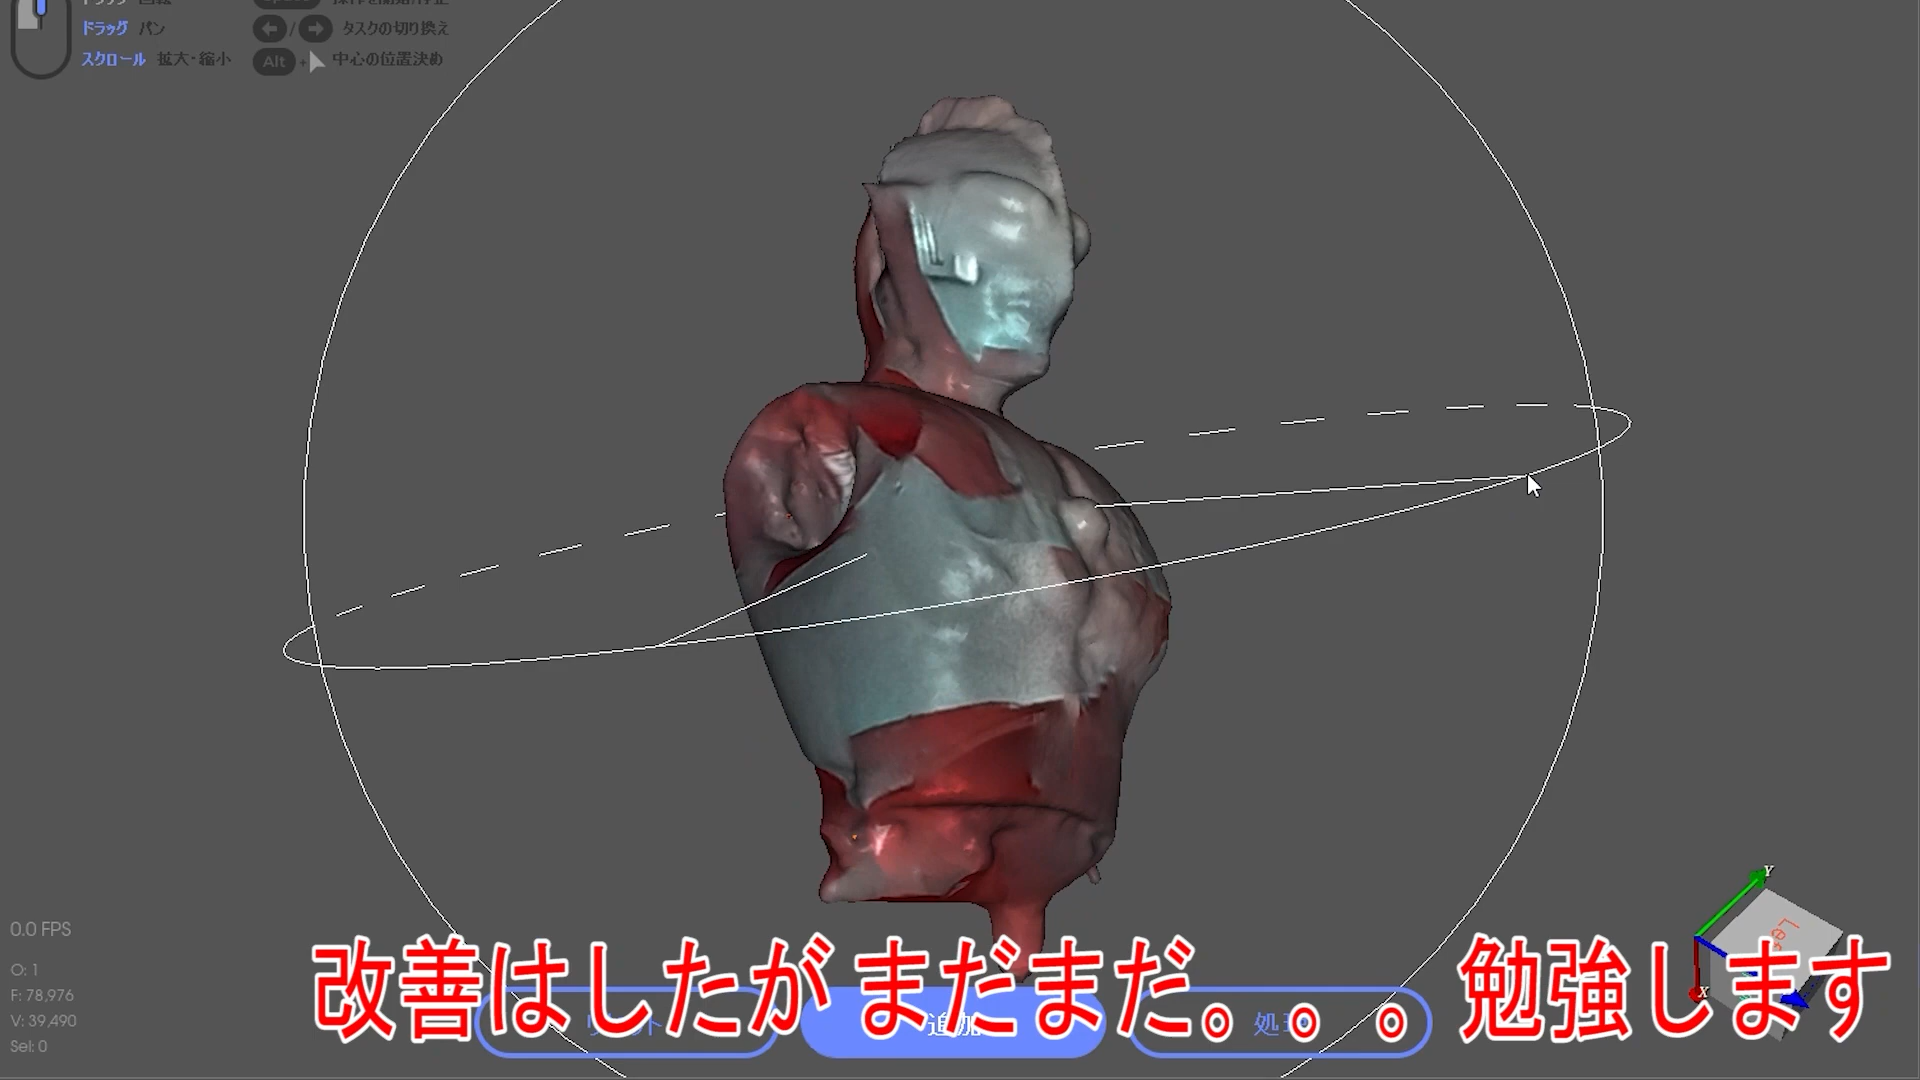 ドラッグ パン
スクロール 拡大・縮小
← / → タスクの切り換え
Alt + 中心の位置決め
0.0 FPS
O: 1
F: 78,976
V: 39,490
Sel: 0
Y
X
改善はしたが まだまだ。。。勉強します
追加